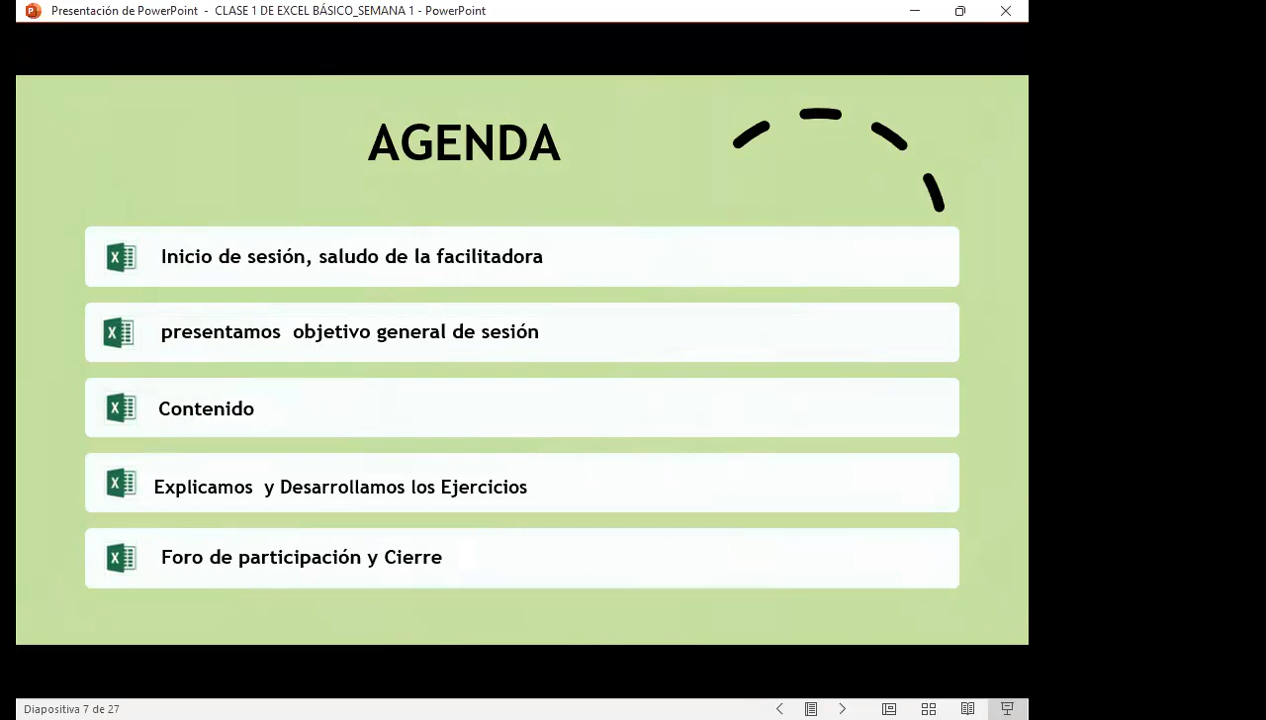 Presentación de PowerPoint - CLASE 1 DE EXCEL BÁSICO_SEMANA 1 - PowerPoint
AGENDA
Inicio de sesión, saludo de la facilitadora
presentamos  objetivo general de sesión
Contenido
Explicamos  y Desarrollamos los Ejercicios
Foro de participación y Cierre
Diapositiva 7 de 27